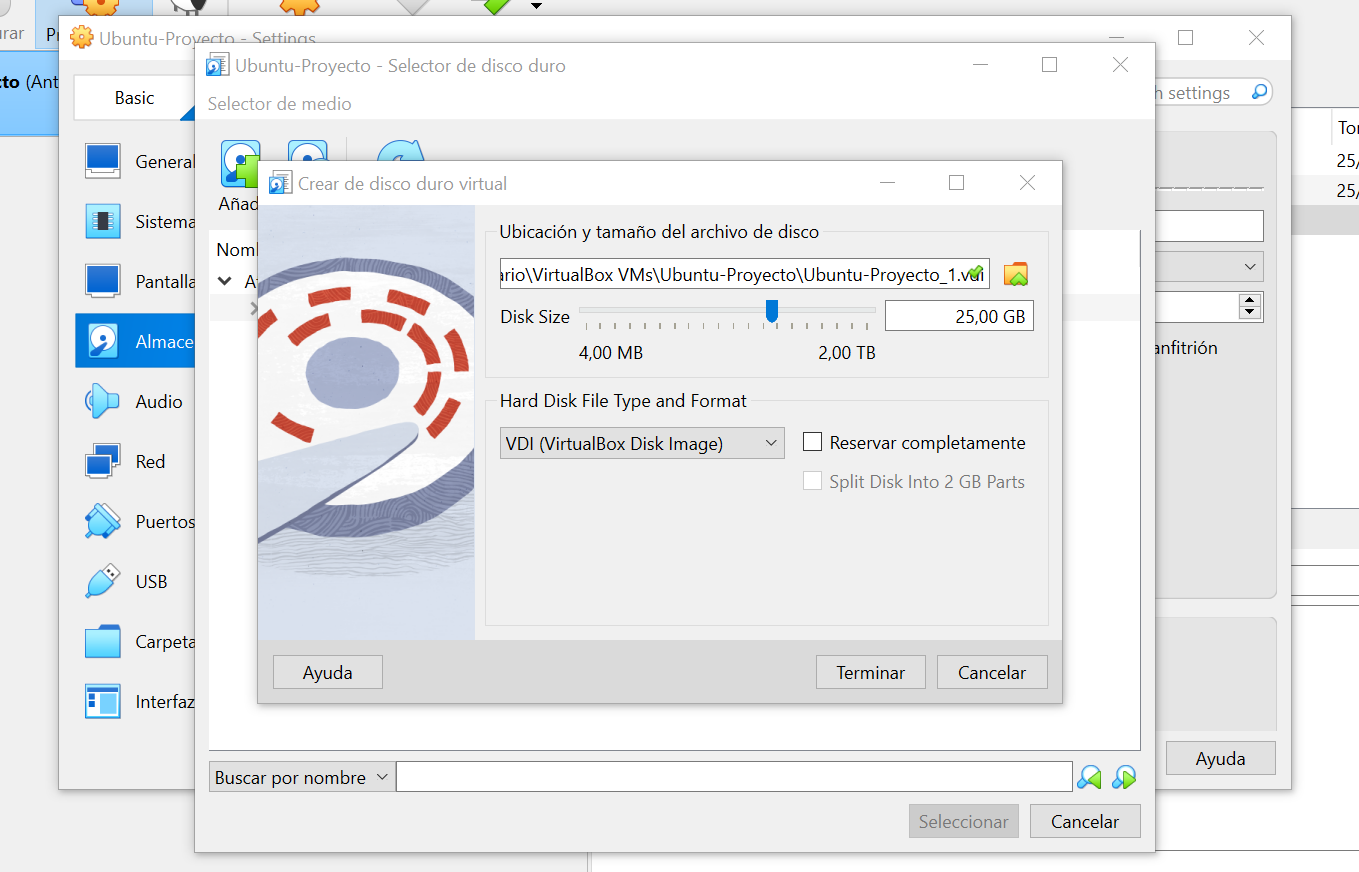 Ubuntu-Proyecto - Settings
cto (Ant
Basic
h settings
General
Sistema
Pantalla
Almace
Audio
Red
Puertos
USB
Carpeta
Interfaz
Ubuntu-Proyecto - Selector de disco duro
Selector de medio
Añad
Nom
Crear de disco duro virtual
Ubicación y tamaño del archivo de disco
ario\VirtualBox VMs\Ubuntu-Proyecto\Ubuntu-Proyecto_1.vdi
Disk Size
25,00 GB
4,00 MB
2,00 TB
Hard Disk File Type and Format
VDI (VirtualBox Disk Image)
Reservar completamente
Split Disk Into 2 GB Parts
Ayuda
Terminar
Cancelar
anfitrión
25/
25/
Ayuda
Buscar por nombre
Seleccionar
Cancelar